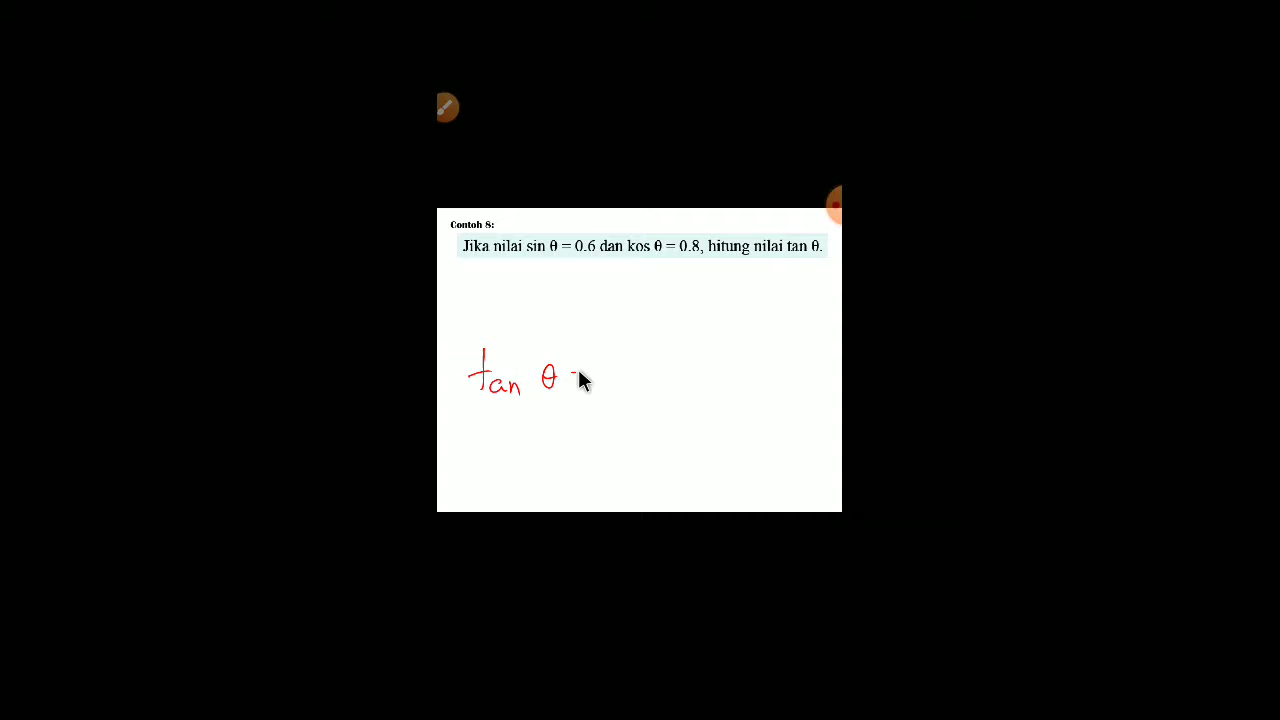 Contoh 8:
Jika nilai sin θ = 0.6 dan kos θ = 0.8, hitung nilai tan θ.
tan θ =